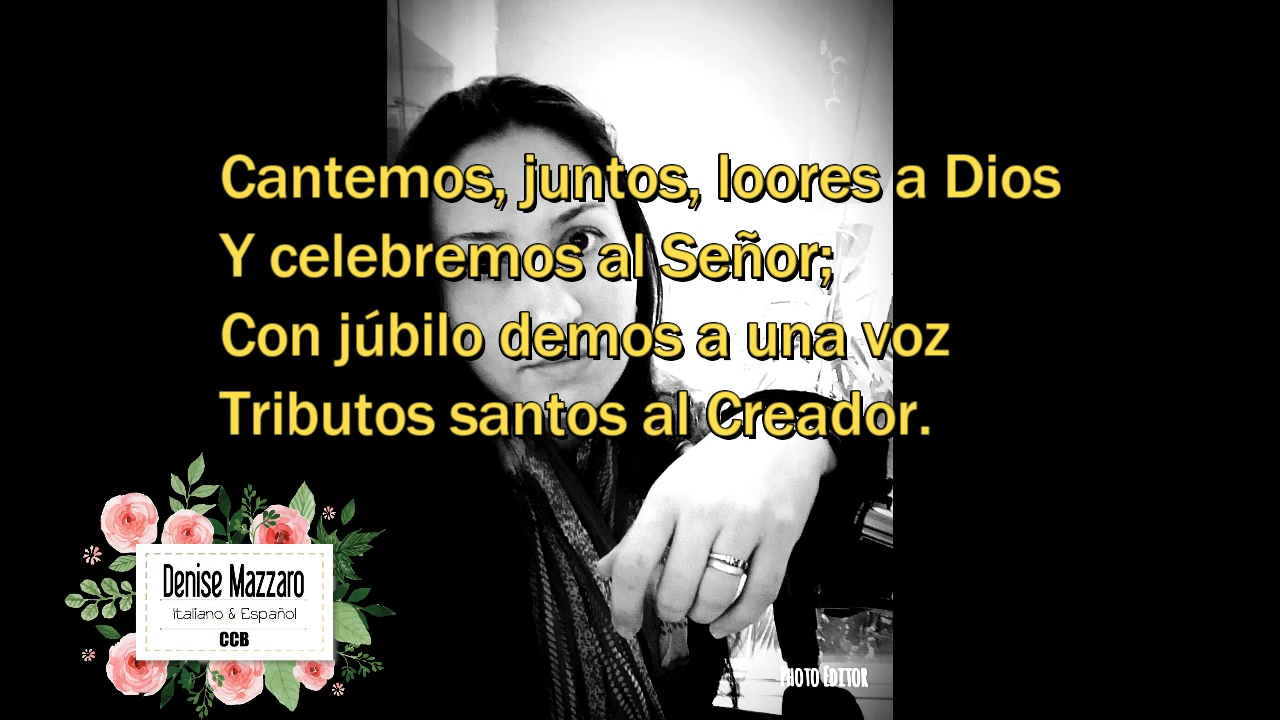 Cantemos, juntos, loores a Dios
Y celebremos al Señor;
Con júbilo demos a una voz
Tributos santos al Creador.
Denise Mazzaro
Italiano & Español
CCB
Photo Editor